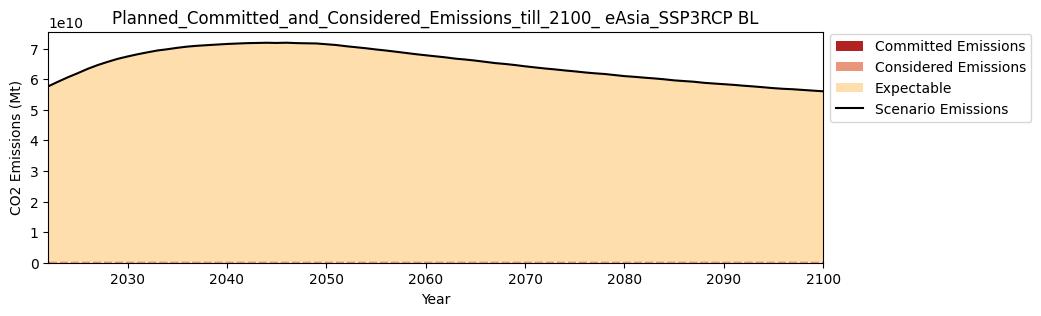 Planned_Committed_and_Considered_Emissions_till_2100_ eAsia_SSP3RCP BL
1e10
7
6
5
4
3
2
1
0
CO2 Emissions (Mt)
2030 2040 2050 2060 2070 2080 2090 2100
Year
Committed Emissions
Considered Emissions
Expectable
Scenario Emissions